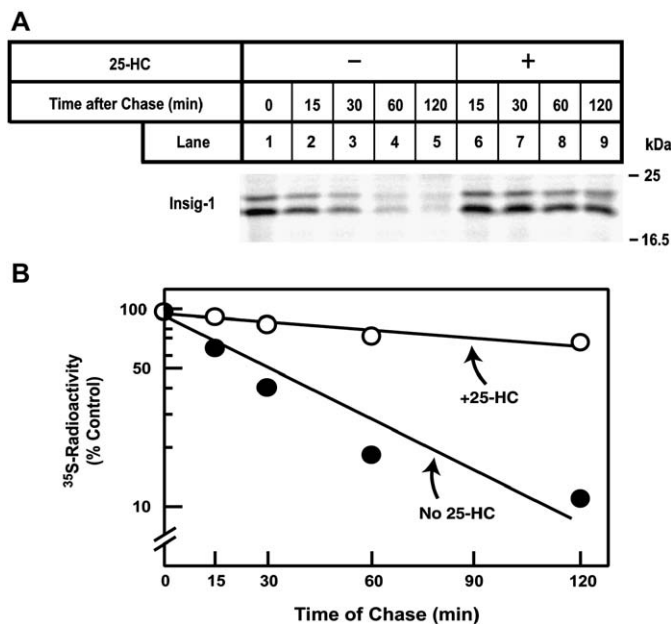 A
25-HC − +
Time after Chase (min) 0 15 30 60 120 15 30 60 120
Lane 1 2 3 4 5 6 7 8 9 kDa
Insig-1
– 25
– 16.5
B
100
50
10
³⁵S-Radioactivity
(% Control)
+25-HC
No 25-HC
0 15 30 60 90 120
Time of Chase (min)